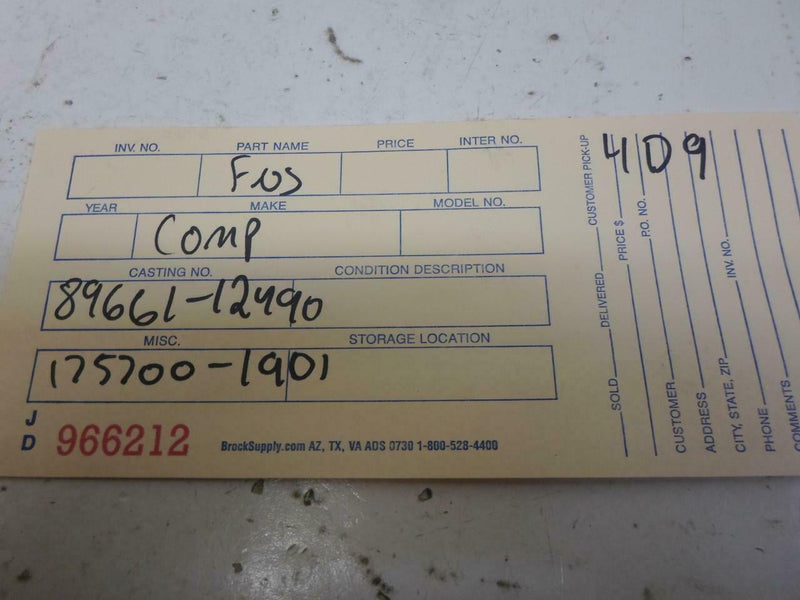 INV. NO. PART NAME PRICE INTER NO.
Fus
YEAR MAKE MODEL NO.
Comp
CASTING NO. CONDITION DESCRIPTION
89661-12490
MISC. STORAGE LOCATION
175700-1901
J D 966212
BrockSupply.com AZ, TX, VA ADS 0730 1-800-528-4400
4D9
SOLD DELIVERED CUSTOMER PICK-UP
PRICE $
P.O. NO.
CUSTOMER
ADDRESS
CITY, STATE, ZIP INV. NO.
PHONE
COMMENTS